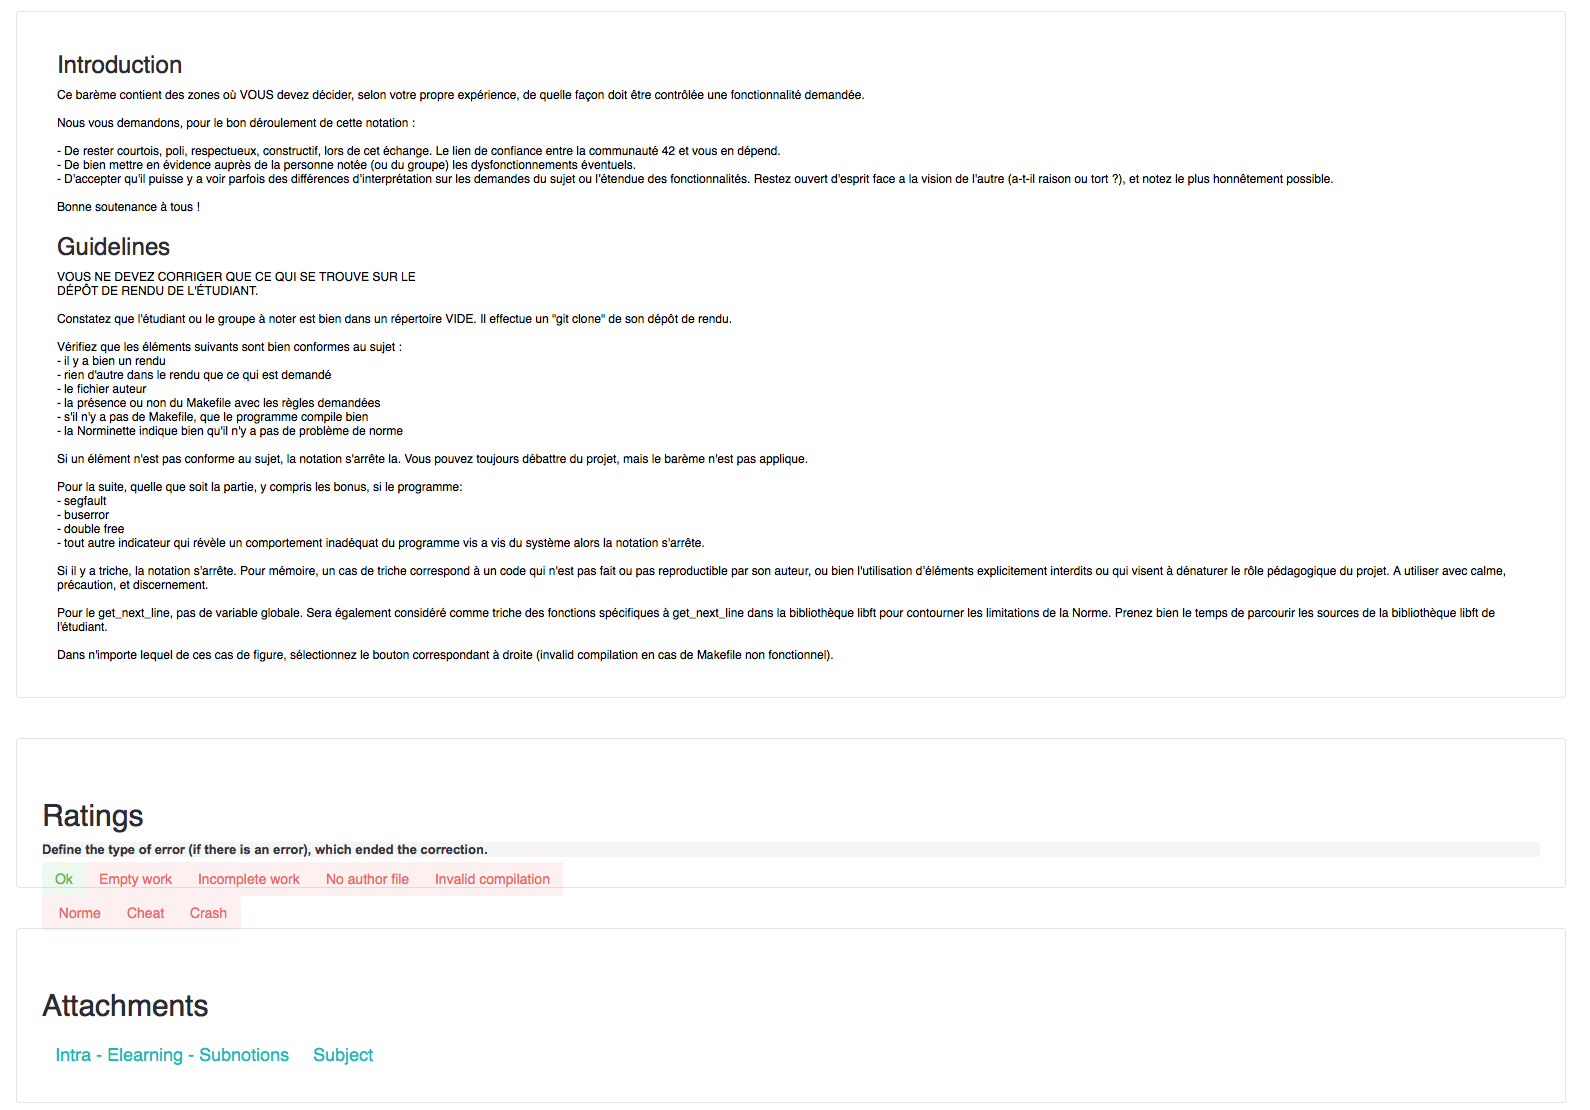 Introduction
Ce barème contient des zones où VOUS devez décider, selon votre propre expérience, de quelle façon doit être contrôlée une fonctionnalité demandée.
Nous vous demandons, pour le bon déroulement de cette notation :
- De rester courtois, poli, respectueux, constructif, lors de cet échange. Le lien de confiance entre la communauté 42 et vous en dépend.
- De bien mettre en évidence auprès de la personne notée (ou du groupe) les dysfonctionnements éventuels.
- D'accepter qu'il puisse y a voir parfois des différences d'interprétation sur les demandes du sujet ou l'étendue des fonctionnalités. Restez ouvert d'esprit face a la vision de l'autre (a-t-il raison ou tort ?), et notez le plus honnêtement possible.
Bonne soutenance à tous !
Guidelines
VOUS NE DEVEZ CORRIGER QUE CE QUI SE TROUVE SUR LE
DÉPÔT DE RENDU DE L'ÉTUDIANT.
Constatez que l'étudiant ou le groupe à noter est bien dans un répertoire VIDE. Il effectue un "git clone" de son dépôt de rendu.
Vérifiez que les éléments suivants sont bien conformes au sujet :
- il y a bien un rendu
- rien d'autre dans le rendu que ce qui est demandé
- le fichier auteur
- la présence ou non du Makefile avec les règles demandées
- s'il n'y a pas de Makefile, que le programme compile bien
- la Norminette indique bien qu'il n'y a pas de problème de norme
Si un élément n'est pas conforme au sujet, la notation s'arrête la. Vous pouvez toujours débattre du projet, mais le barème n'est pas applique.
Pour la suite, quelle que soit la partie, y compris les bonus, si le programme:
- segfault
- buserror
- double free
- tout autre indicateur qui révèle un comportement inadéquat du programme vis a vis du système alors la notation s'arrête.
Si il y a triche, la notation s'arrête. Pour mémoire, un cas de triche correspond à un code qui n'est pas fait ou pas reproductible par son auteur, ou bien l'utilisation d'éléments explicitement interdits ou qui visent à dénaturer le rôle pédagogique du projet. A utiliser avec calme,
précaution, et discernement.
Pour le get_next_line, pas de variable globale. Sera également considéré comme triche des fonctions spécifiques à get_next_line dans la bibliothèque libft pour contourner les limitations de la Norme. Prenez bien le temps de parcourir les sources de la bibliothèque libft de
l'étudiant.
Dans n'importe lequel de ces cas de figure, sélectionnez le bouton correspondant à droite (invalid compilation en cas de Makefile non fonctionnel).
Ratings
Define the type of error (if there is an error), which ended the correction.
Ok Empty work Incomplete work No author file Invalid compilation
Norme Cheat Crash
Attachments
Intra - Elearning - Subnotions Subject